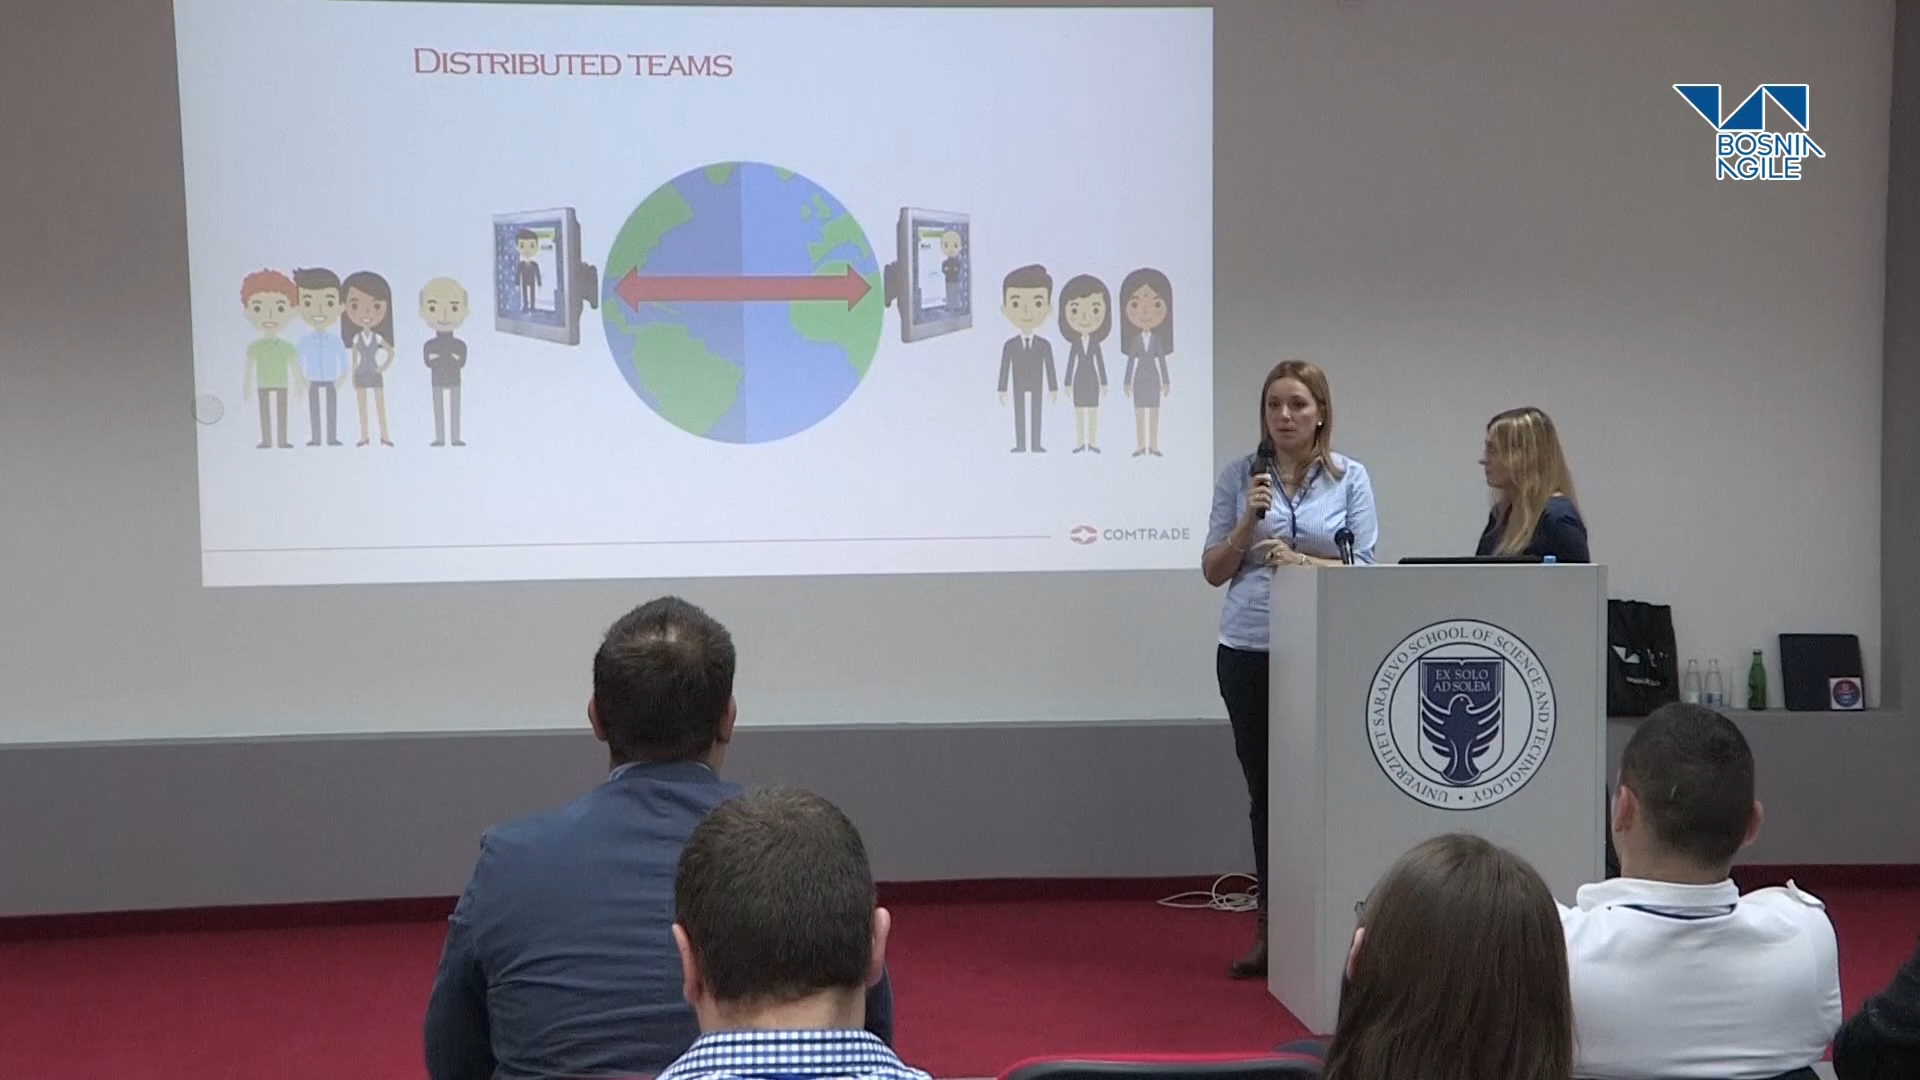 DISTRIBUTED TEAMS
BOSNIA
AGILE
COMTRADE
UNIVERZITET SARAJEVO SCHOOL OF SCIENCE AND TECHNOLOGY
EX SOLO
AD SOLEM